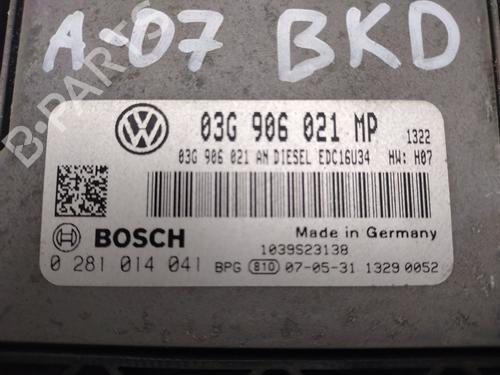 A-07 BKD
B-PARTS
03G 906 021 MP 1322
03G 906 021 AN DIESEL EDC16U34 HW: H07
BOSCH
Made in Germany
1039S23138
0 281 014 041 BPG 810 07-05-31 1329 0052